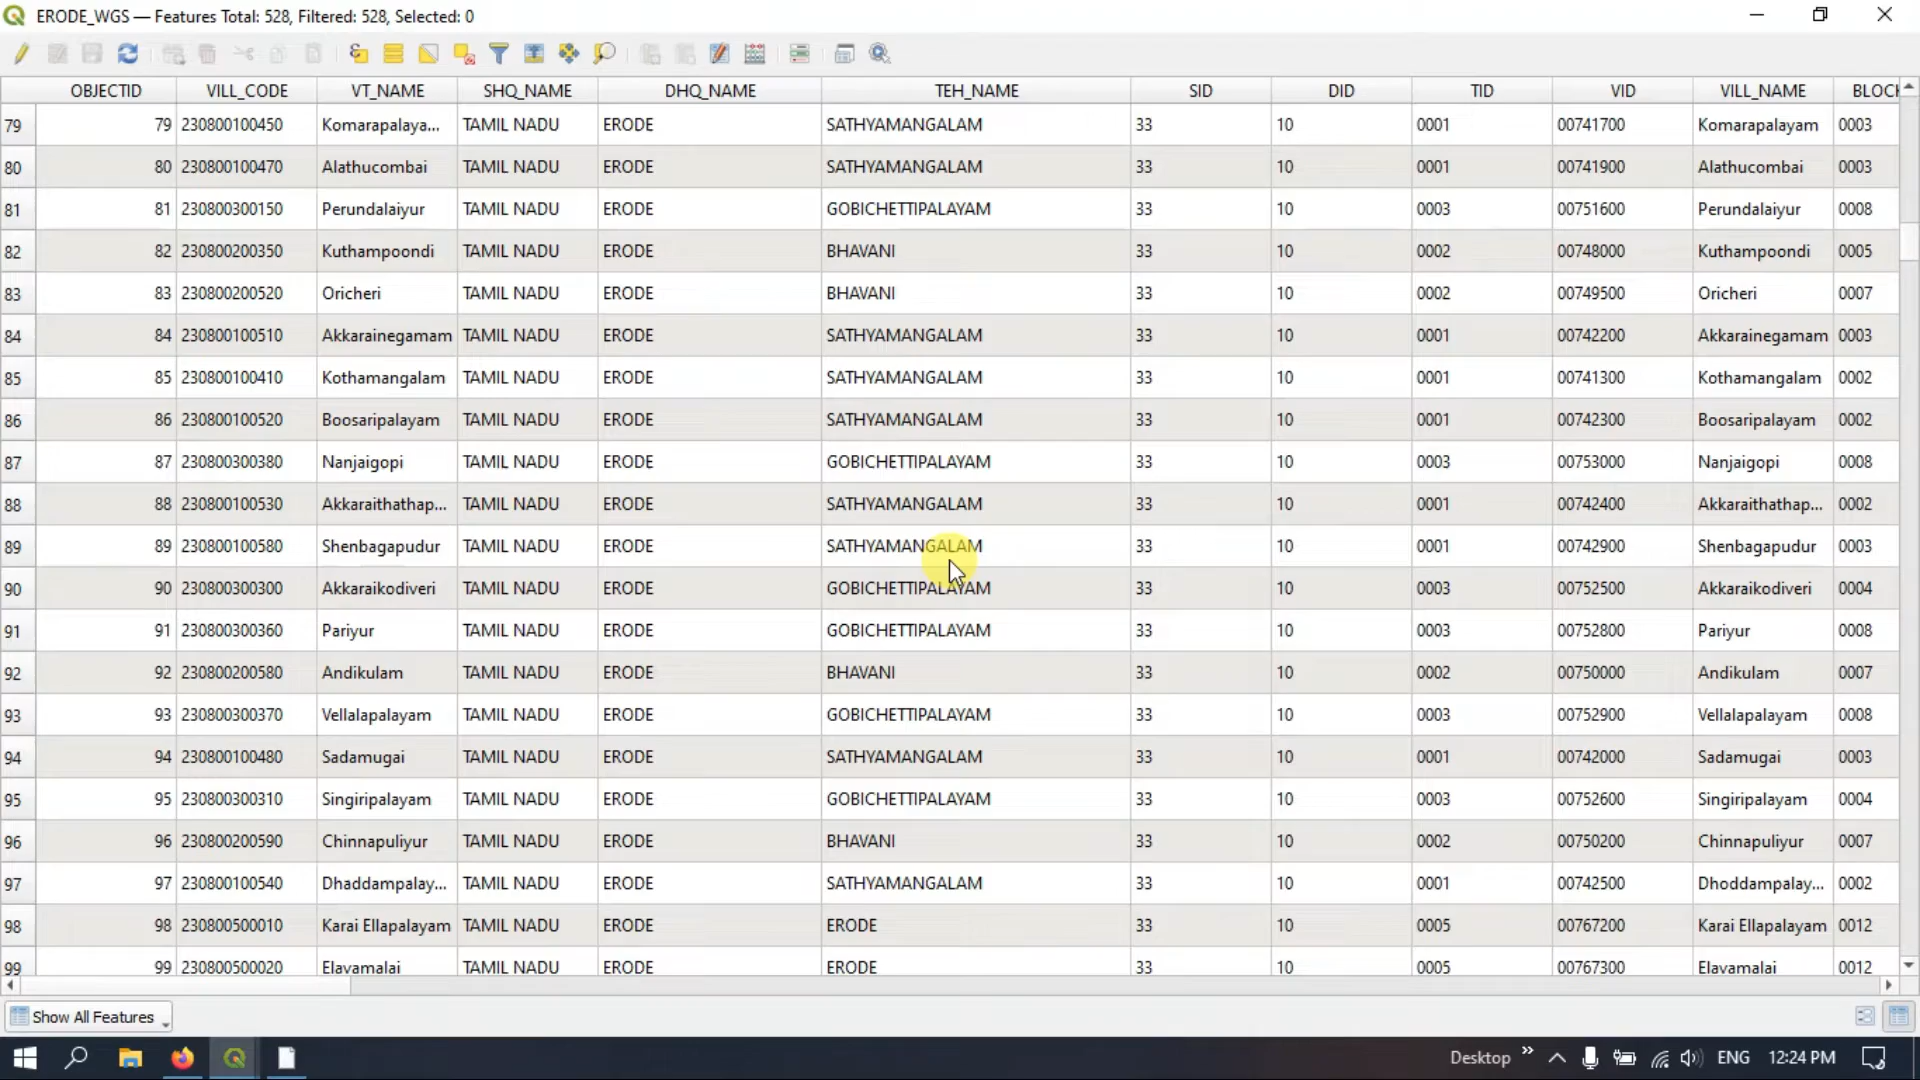 ERODE_WGS — Features Total: 528, Filtered: 528, Selected: 0
OBJECTID VILL_CODE VT_NAME SHQ_NAME DHQ_NAME TEH_NAME SID DID TID VID VILL_NAME BLOCK
79 79 230800100450 Komarapalaya... TAMIL NADU ERODE SATHYAMANGALAM 33 10 0001 00741700 Komarapalayam 0003
80 80 230800100470 Alathucombai TAMIL NADU ERODE SATHYAMANGALAM 33 10 0001 00741900 Alathucombai 0003
81 81 230800300150 Perundalaiyur TAMIL NADU ERODE GOBICHETTIPALAYAM 33 10 0003 00751600 Perundalaiyur 0008
82 82 230800200350 Kuthampoondi TAMIL NADU ERODE BHAVANI 33 10 0002 00748000 Kuthampoondi 0005
83 83 230800200520 Oricheri TAMIL NADU ERODE BHAVANI 33 10 0002 00749500 Oricheri 0007
84 84 230800100510 Akkarainegamam TAMIL NADU ERODE SATHYAMANGALAM 33 10 0001 00742200 Akkarainegamam 0003
85 85 230800100410 Kothamangalam TAMIL NADU ERODE SATHYAMANGALAM 33 10 0001 00741300 Kothamangalam 0002
86 86 230800100520 Boosaripalayam TAMIL NADU ERODE SATHYAMANGALAM 33 10 0001 00742300 Boosaripalayam 0002
87 87 230800300380 Nanjaigopi TAMIL NADU ERODE GOBICHETTIPALAYAM 33 10 0003 00753000 Nanjaigopi 0008
88 88 230800100530 Akkaraithathap... TAMIL NADU ERODE SATHYAMANGALAM 33 10 0001 00742400 Akkaraithathap... 0002
89 89 230800100580 Shenbagapudur TAMIL NADU ERODE SATHYAMANGALAM 33 10 0001 00742900 Shenbagapudur 0003
90 90 230800300300 Akkaraikodiveri TAMIL NADU ERODE GOBICHETTIPALAYAM 33 10 0003 00752500 Akkaraikodiveri 0004
91 91 230800300360 Pariyur TAMIL NADU ERODE GOBICHETTIPALAYAM 33 10 0003 00752800 Pariyur 0008
92 92 230800200580 Andikulam TAMIL NADU ERODE BHAVANI 33 10 0002 00750000 Andikulam 0007
93 93 230800300370 Vellalapalayam TAMIL NADU ERODE GOBICHETTIPALAYAM 33 10 0003 00752900 Vellalapalayam 0008
94 94 230800100480 Sadamugai TAMIL NADU ERODE SATHYAMANGALAM 33 10 0001 00742000 Sadamugai 0003
95 95 230800300310 Singiripalayam TAMIL NADU ERODE GOBICHETTIPALAYAM 33 10 0003 00752600 Singiripalayam 0004
96 96 230800200590 Chinnapuliyur TAMIL NADU ERODE BHAVANI 33 10 0002 00750200 Chinnapuliyur 0007
97 97 230800100540 Dhaddampalay... TAMIL NADU ERODE SATHYAMANGALAM 33 10 0001 00742500 Dhoddampalay... 0002
98 98 230800500010 Karai Ellapalayam TAMIL NADU ERODE ERODE 33 10 0005 00767200 Karai Ellapalayam 0012
99 99 230800500020 Elavamalai TAMIL NADU ERODE ERODE 33 10 0005 00767300 Elavamalai 0012
Show All Features
Desktop ENG 12:24 PM